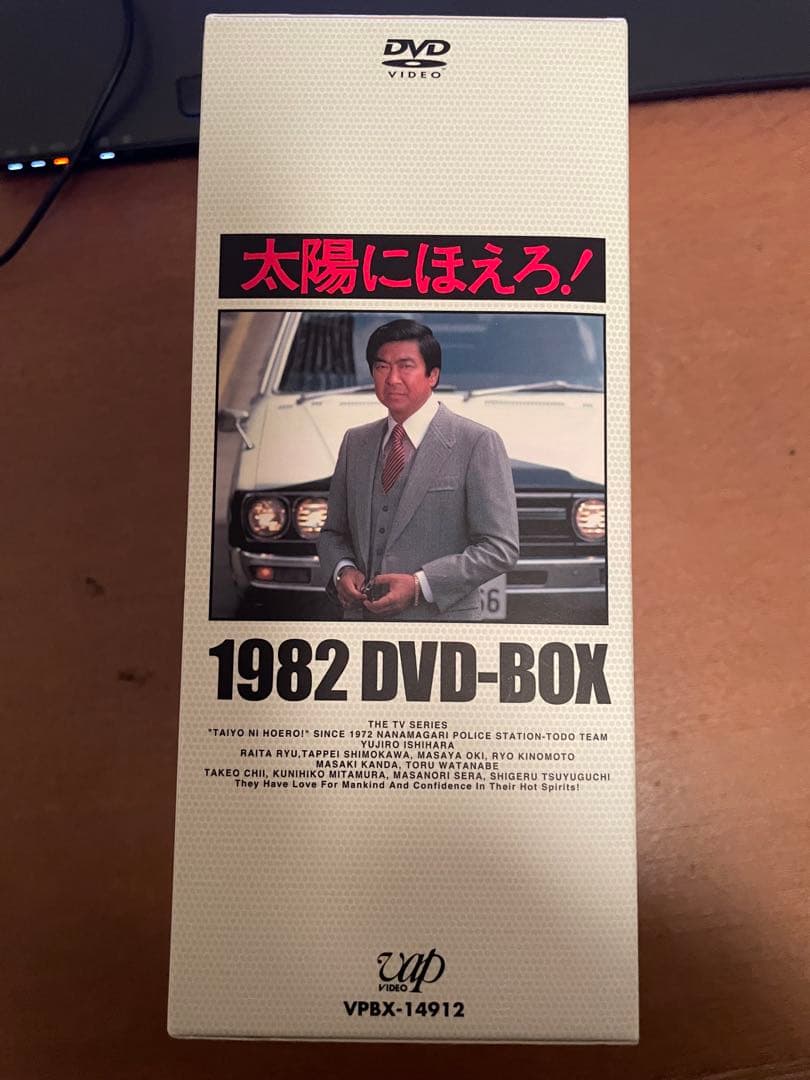 DVD
VIDEO
太陽にほえろ!
66
1982 DVD-BOX
THE TV SERIES
"TAIYO NI HOERO!" SINCE 1972 NANAMAGARI POLICE STATION-TODO TEAM
YUJIRO ISHIHARA
RAITA RYU,TAPPEI SHIMOKAWA, MASAYA OKI, RYO KINOMOTO
MASAKI KANDA, TORU WATANABE
TAKEO CHII, KUNIHIKO MITAMURA, MASANORI SERA, SHIGERU TSUYUGUCHI
They Have Love For Mankind And Confidence In Their Hot Spirits!
vap
VIDEO
VPBX-14912